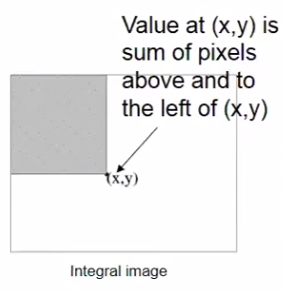 Value at (x,y) is
sum of pixels
above and to
the left of (x,y)
(x,y)
Integral image